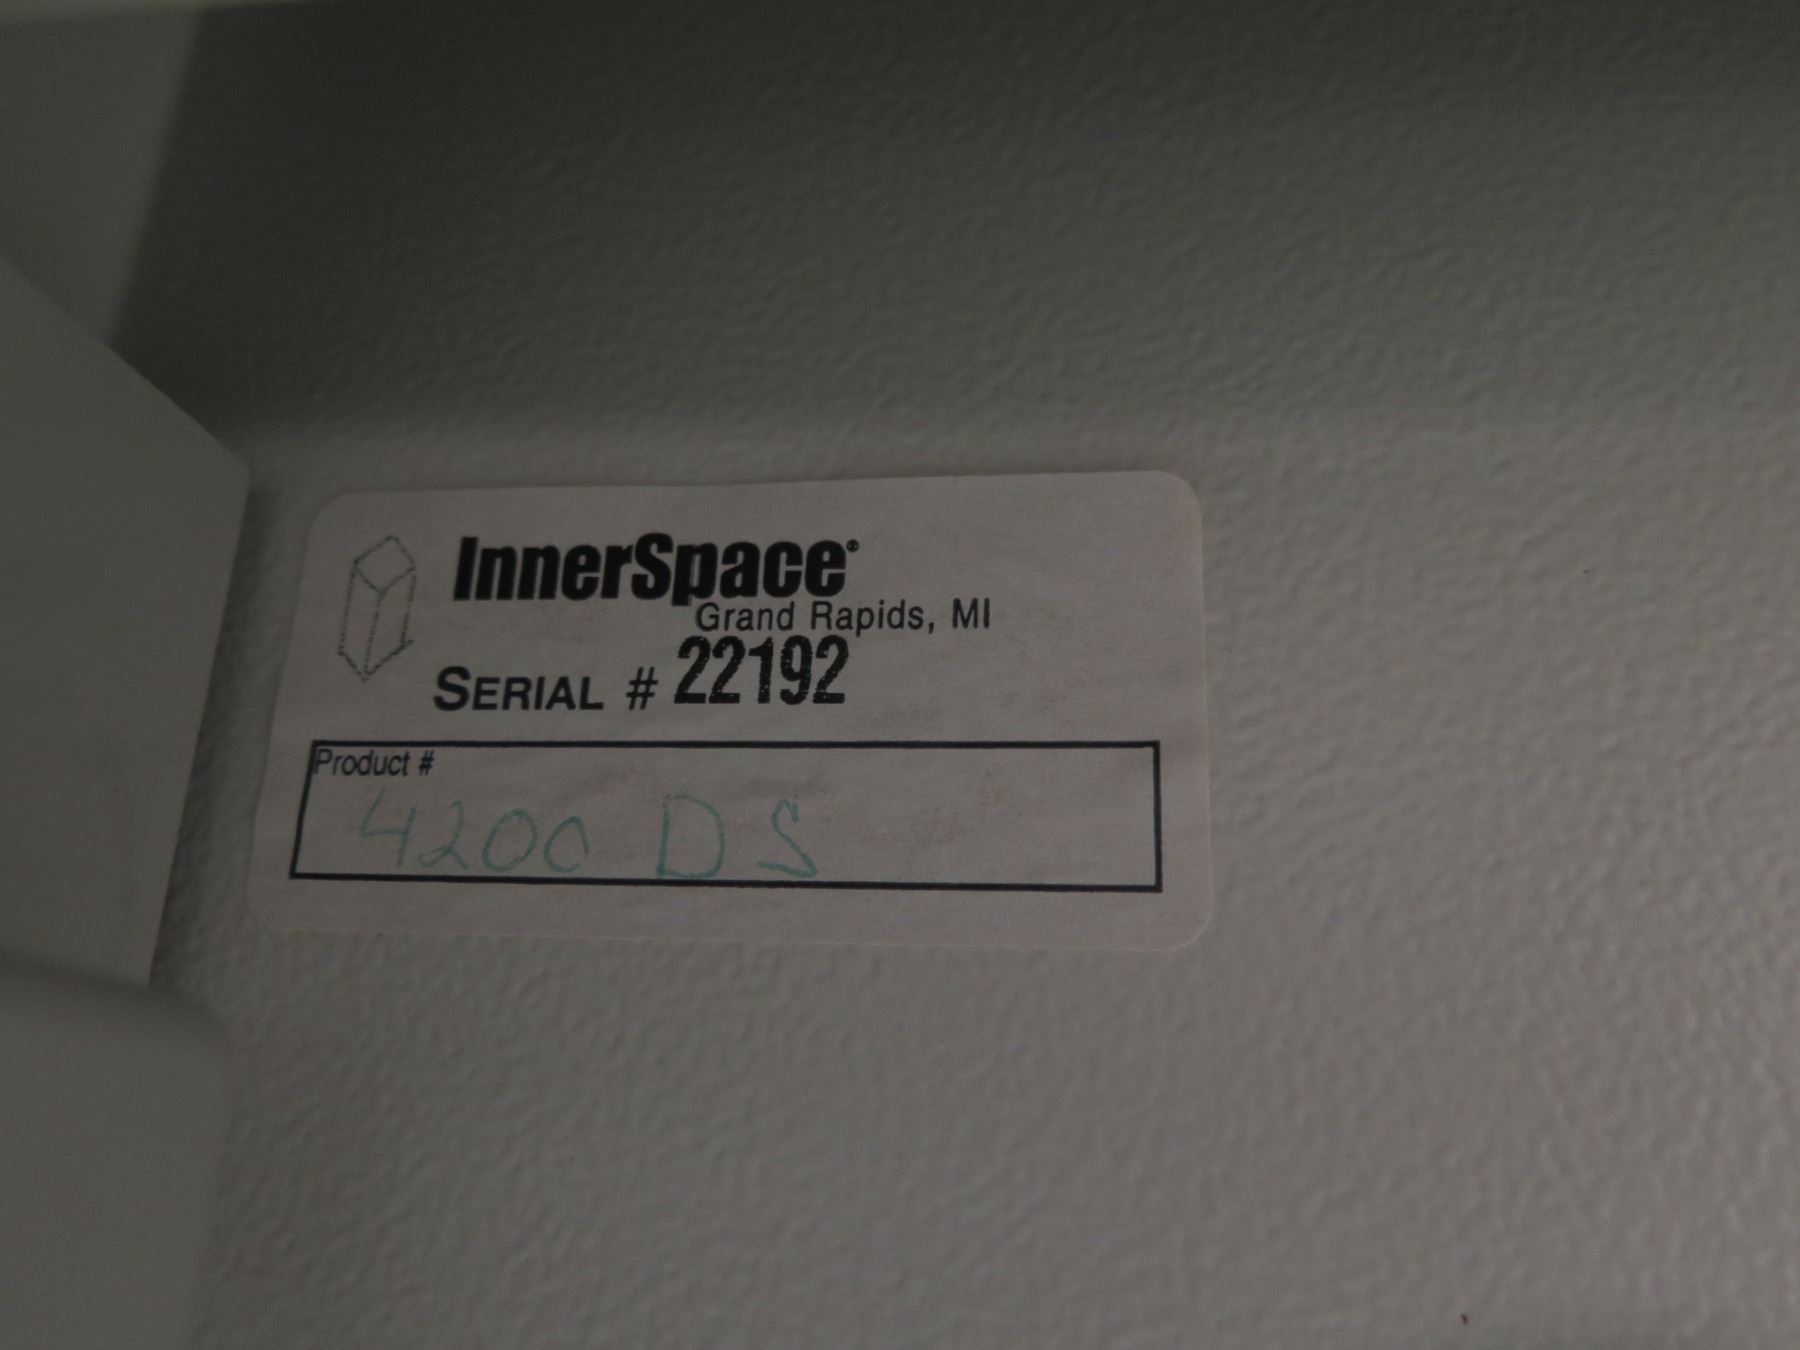 InnerSpace®
Grand Rapids, MI
SERIAL # 22192
Product #
4200 DS